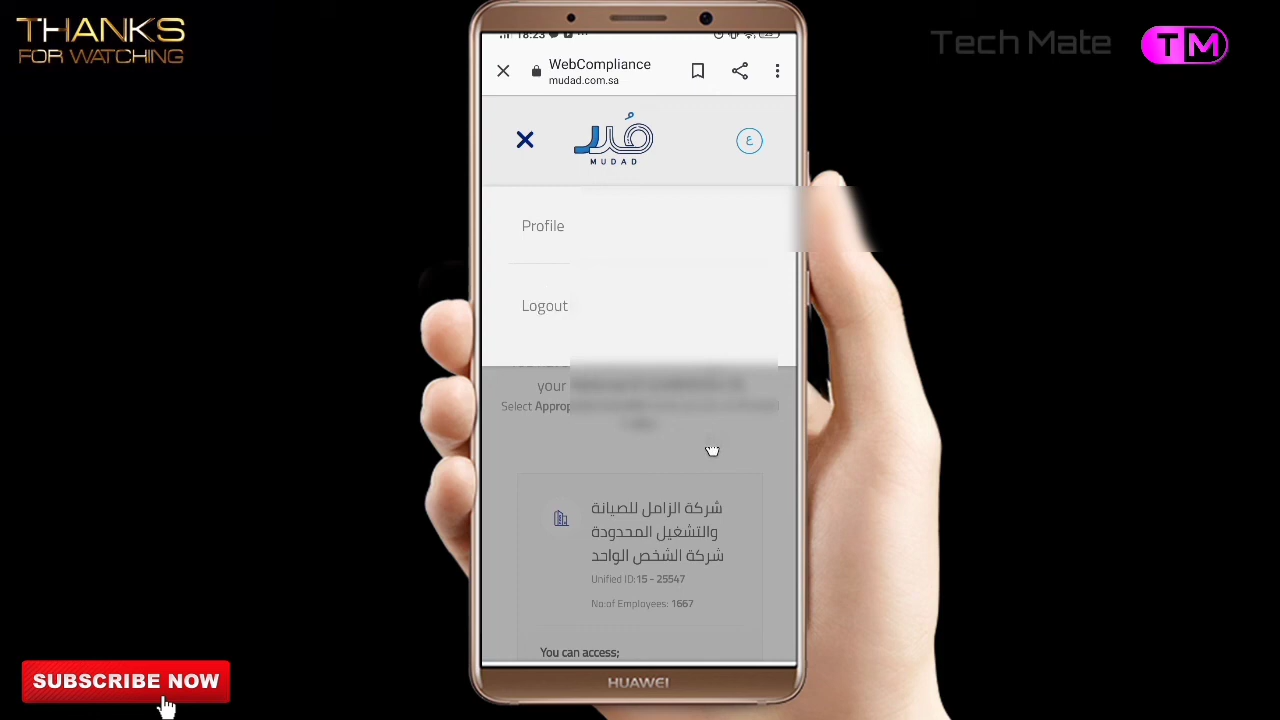 THANKS
FOR WATCHING
Tech Mate
TM
18:23
WebCompliance
mudad.com.sa
مُدد
MUDAD
ع
Profile
Logout
your
Select Approp
شركة الزامل للصيانة
والتشغيل المحدودة
شركة الشخص الواحد
Unified ID:15 - 25547
No:of Employees: 1667
You can access;
HUAWEI
SUBSCRIBE NOW